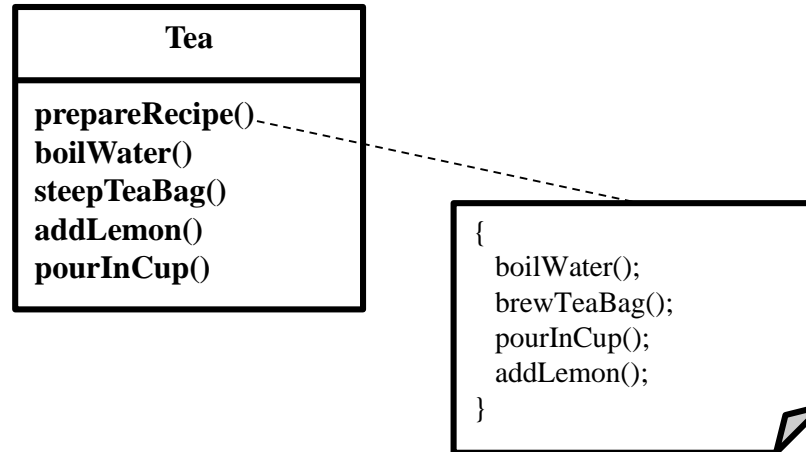 Tea
prepareRecipe()
boilWater()
steepTeaBag()
addLemon()
pourInCup()
{
boilWater();
brewTeaBag();
pourInCup();
addLemon();
}